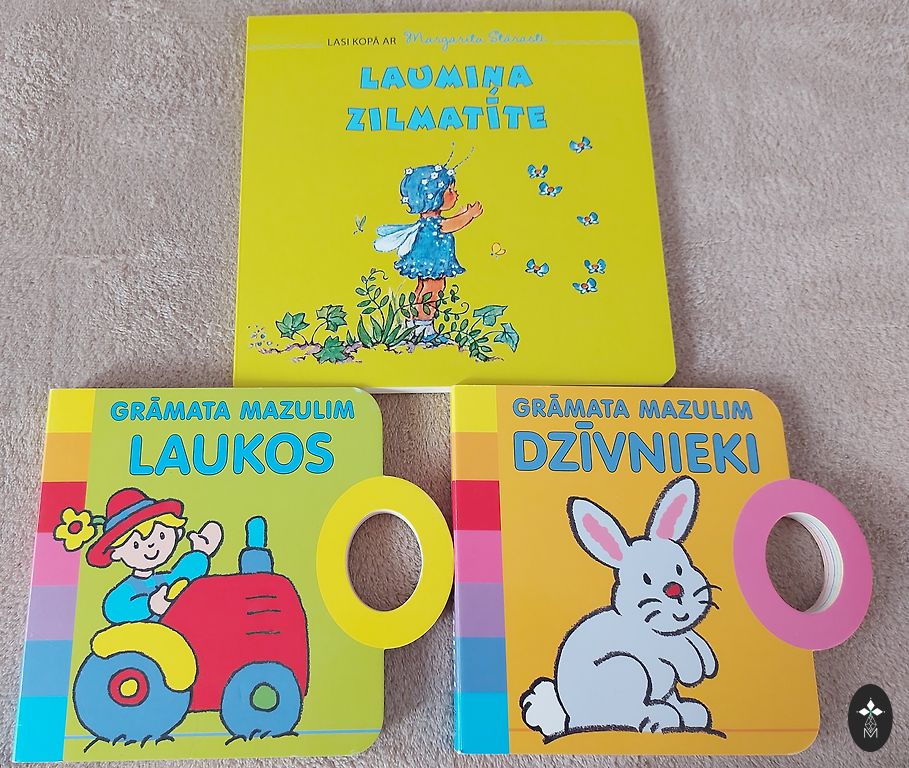 LASI KOPĀ AR Margarita Stāraste
LAUMIŅA
ZILMATĪTE
GRĀMATA MAZULIM
LAUKOS
GRĀMATA MAZULIM
DZĪVNIEKI